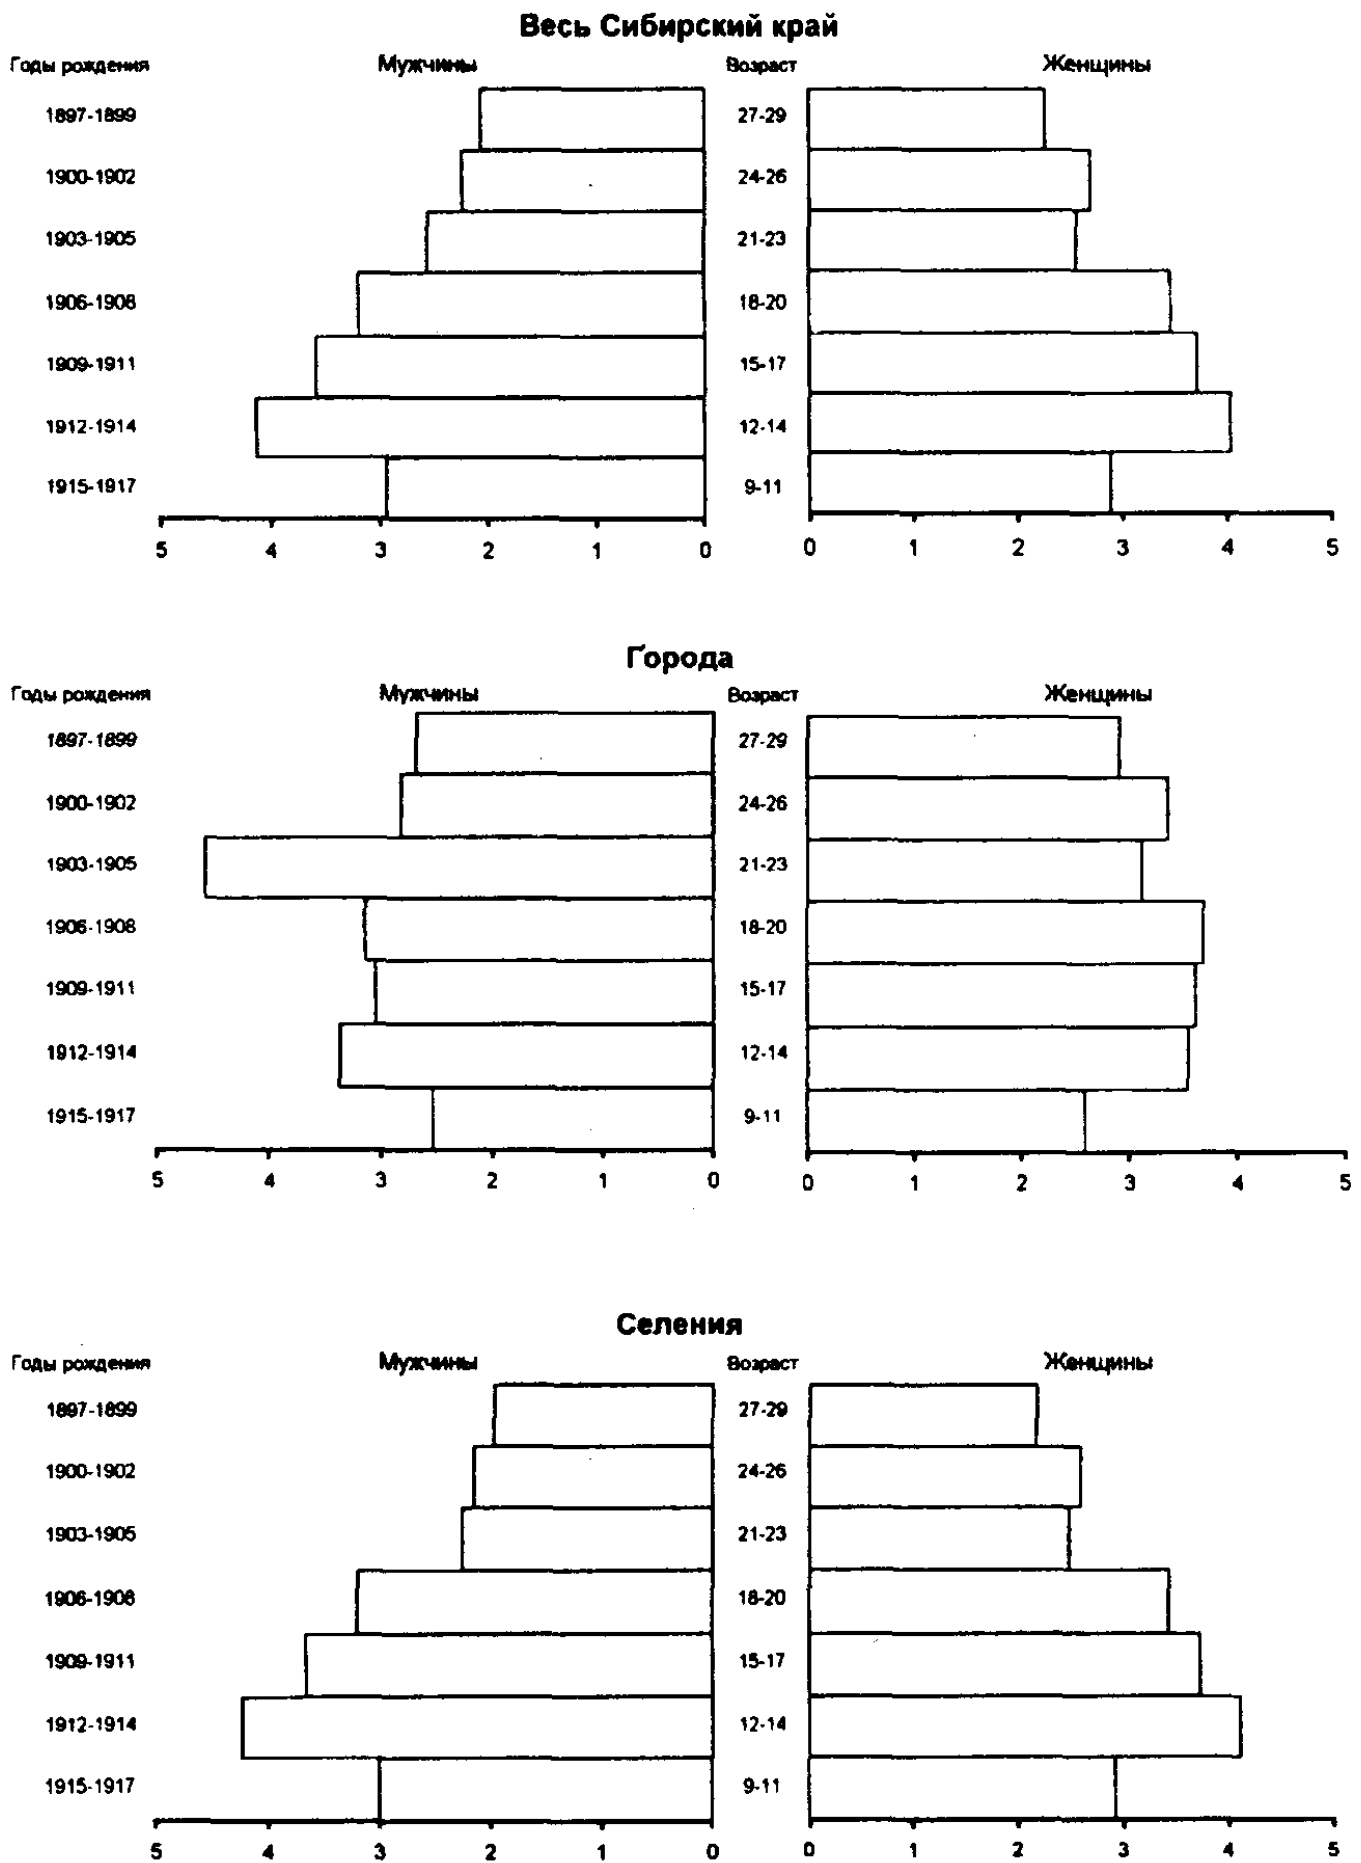 Весь Сибирский край
Годы рождения Мужчины Возраст Женщины
1897-1899 27-29
1900-1902 24-26
1903-1905 21-23
1906-1908 18-20
1909-1911 15-17
1912-1914 12-14
1915-1917 9-11
5 4 3 2 1 0 0 1 2 3 4 5
Города
Годы рождения Мужчины Возраст Женщины
1897-1899 27-29
1900-1902 24-26
1903-1905 21-23
1906-1908 18-20
1909-1911 15-17
1912-1914 12-14
1915-1917 9-11
5 4 3 2 1 0 0 1 2 3 4 5
Селения
Годы рождения Мужчины Возраст Женщины
1897-1899 27-29
1900-1902 24-26
1903-1905 21-23
1906-1908 18-20
1909-1911 15-17
1912-1914 12-14
1915-1917 9-11
5 4 3 2 1 0 0 1 2 3 4 5